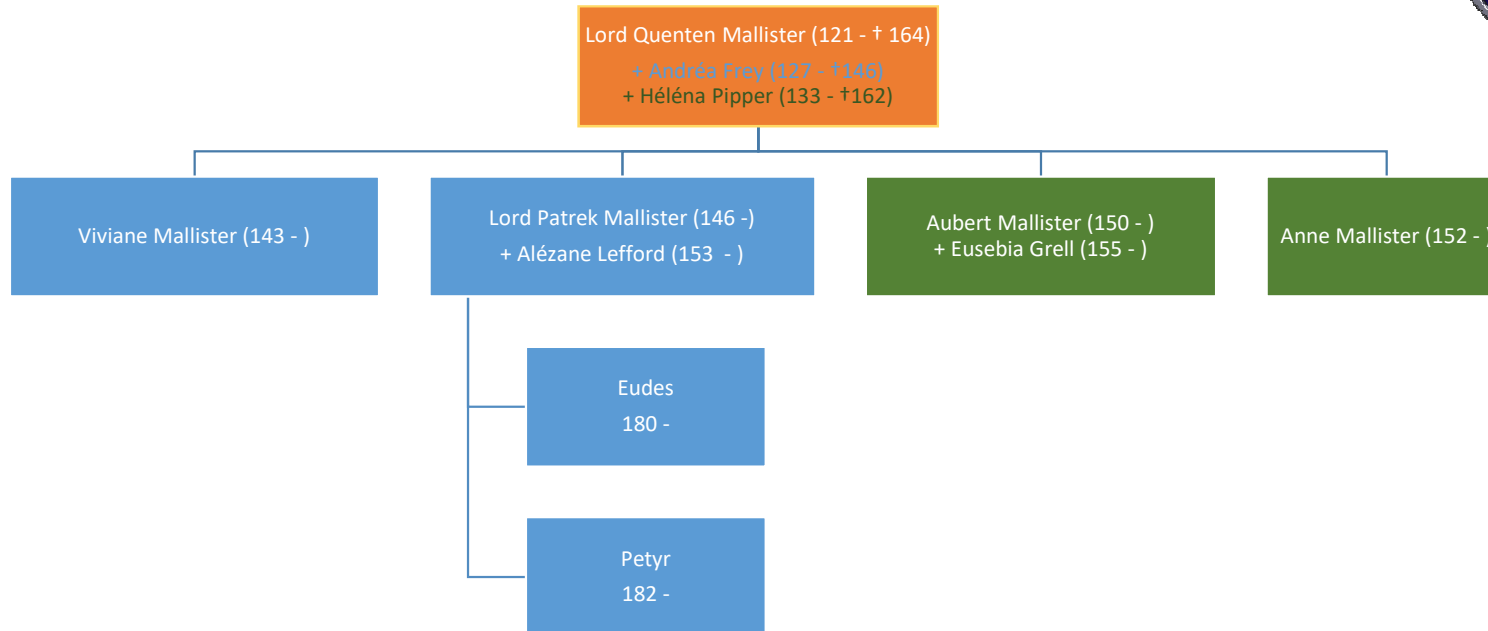 Lord Quenten Mallister (121 - † 164)
+ Andréa Frey (127 - †146)
+ Héléna Pipper (133 - †162)
Viviane Mallister (143 - )
Lord Patrek Mallister (146 -)
+ Alézane Lefford (153 - )
Aubert Mallister (150 - )
+ Eusebia Grell (155 - )
Anne Mallister (152 - )
Eudes
180 -
Petyr
182 -